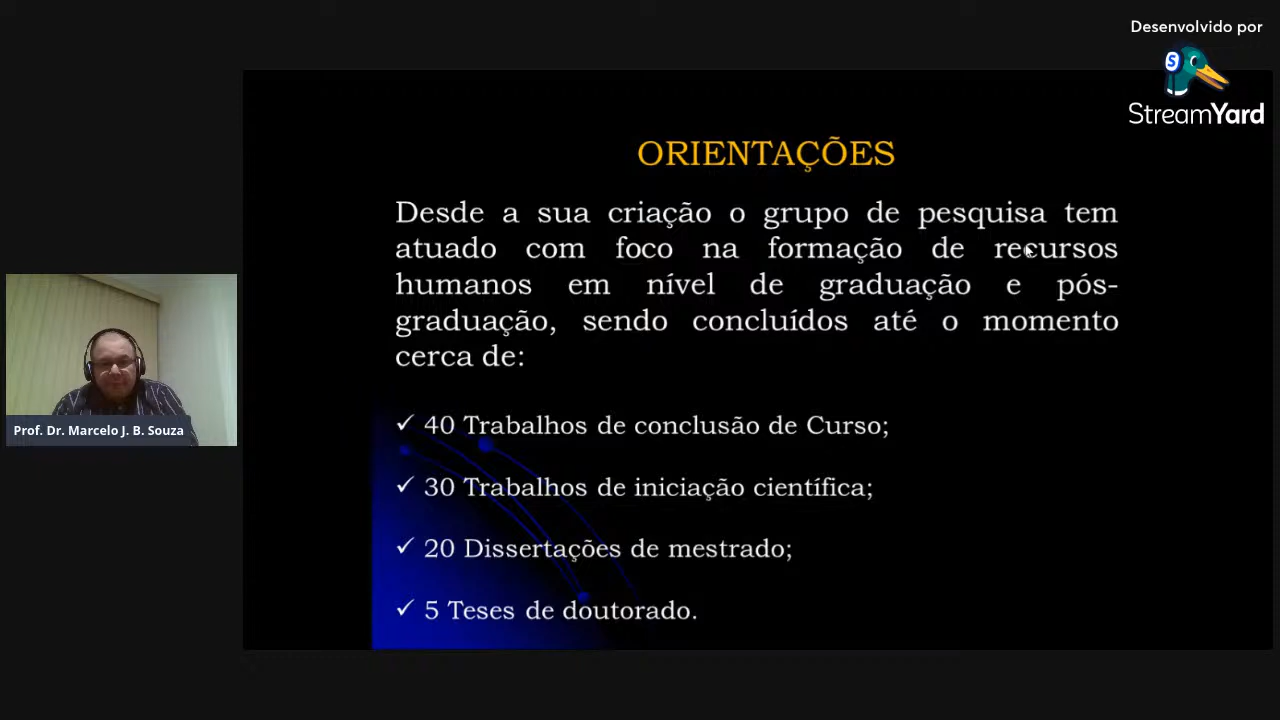 Desenvolvido por
StreamYard
ORIENTAÇÕES
Desde a sua criação o grupo de pesquisa tem
atuado com foco na formação de recursos
humanos em nível de graduação e pós-
graduação, sendo concluídos até o momento
cerca de:
✓ 40 Trabalhos de conclusão de Curso;
✓ 30 Trabalhos de iniciação científica;
✓ 20 Dissertações de mestrado;
✓ 5 Teses de doutorado.
Prof. Dr. Marcelo J. B. Souza